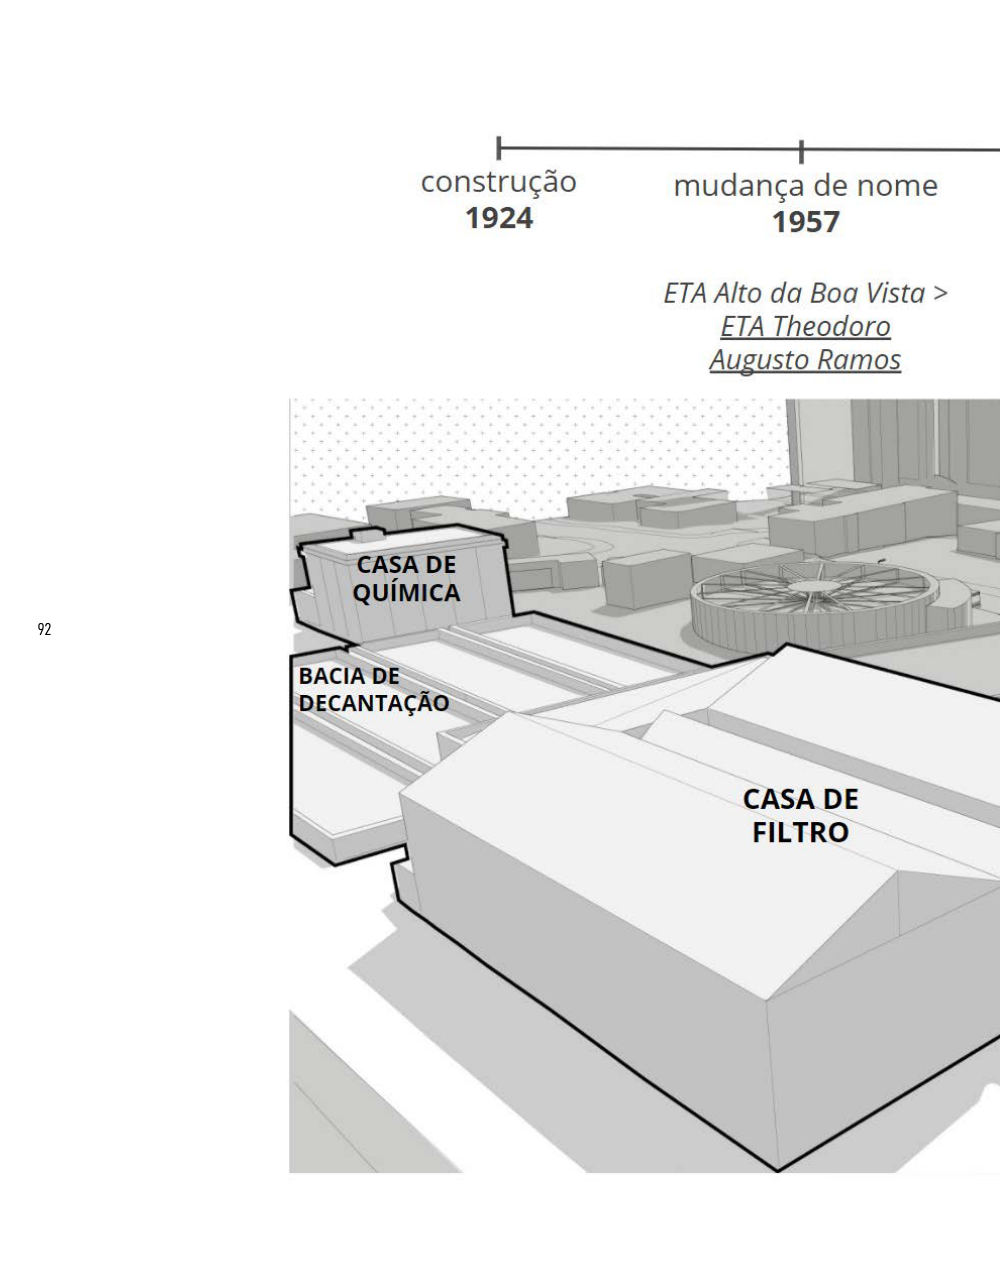 construção
1924
mudança de nome
1957
ETA Alto da Boa Vista >
ETA Theodoro
Augusto Ramos
CASA DE
QUÍMICA
92
BACIA DE
DECANTAÇÃO
CASA DE
FILTRO